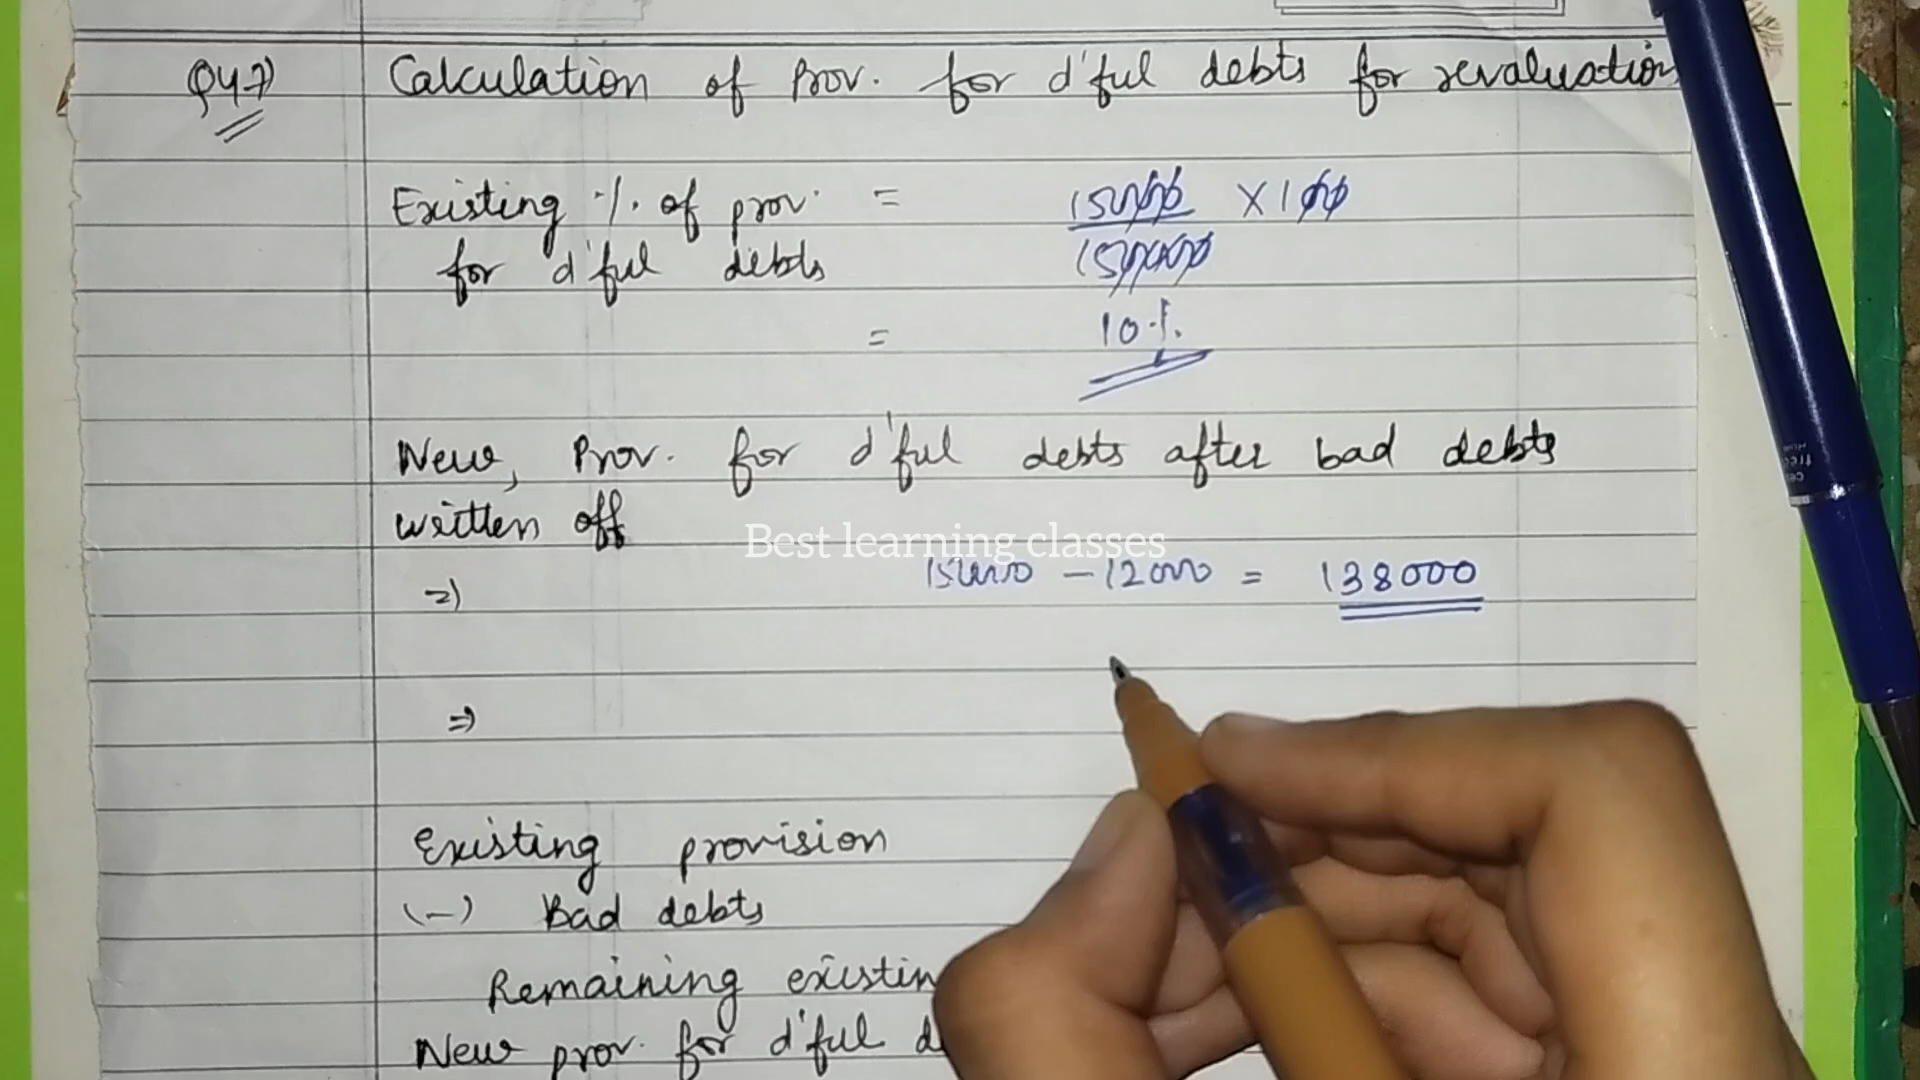 Q47) Calculation of Prov. for d'ful debts for revaluation
Existing %. of prov. = 15000 X 100
for d'ful debts 150000
= 10%.
New, Prov. for d'ful debts after bad debts
written off
Best learning classes
=) 150000 - 12000 = 138000
=)
Existing provision
(-) Bad debts
Remaining existin
New prov. for d'ful d